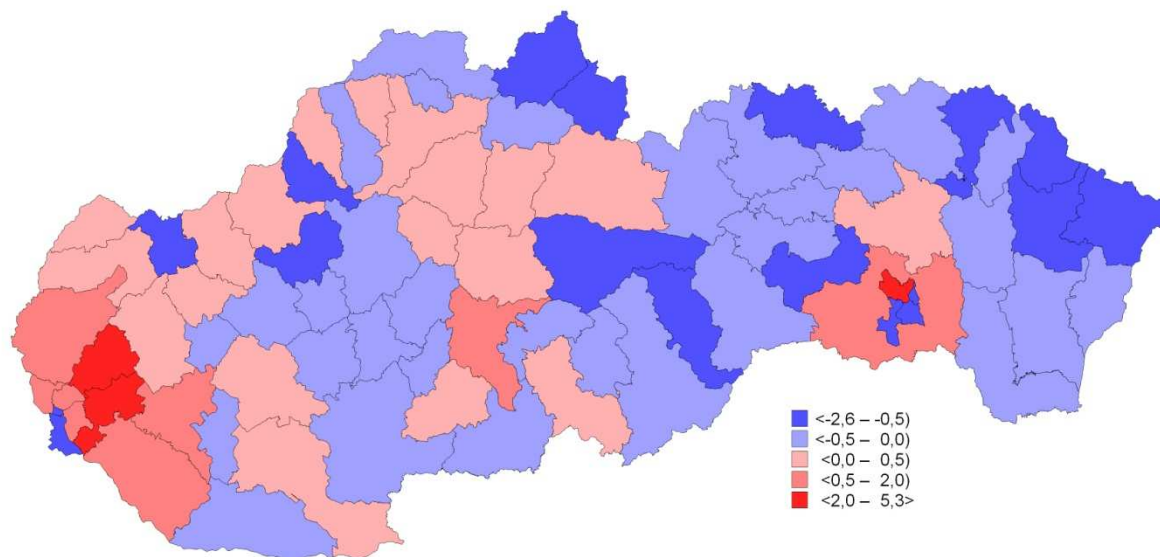 <-2,6 – -0,5)
<-0,5 – 0,0)
<0,0 – 0,5)
<0,5 – 2,0)
<2,0 – 5,3>